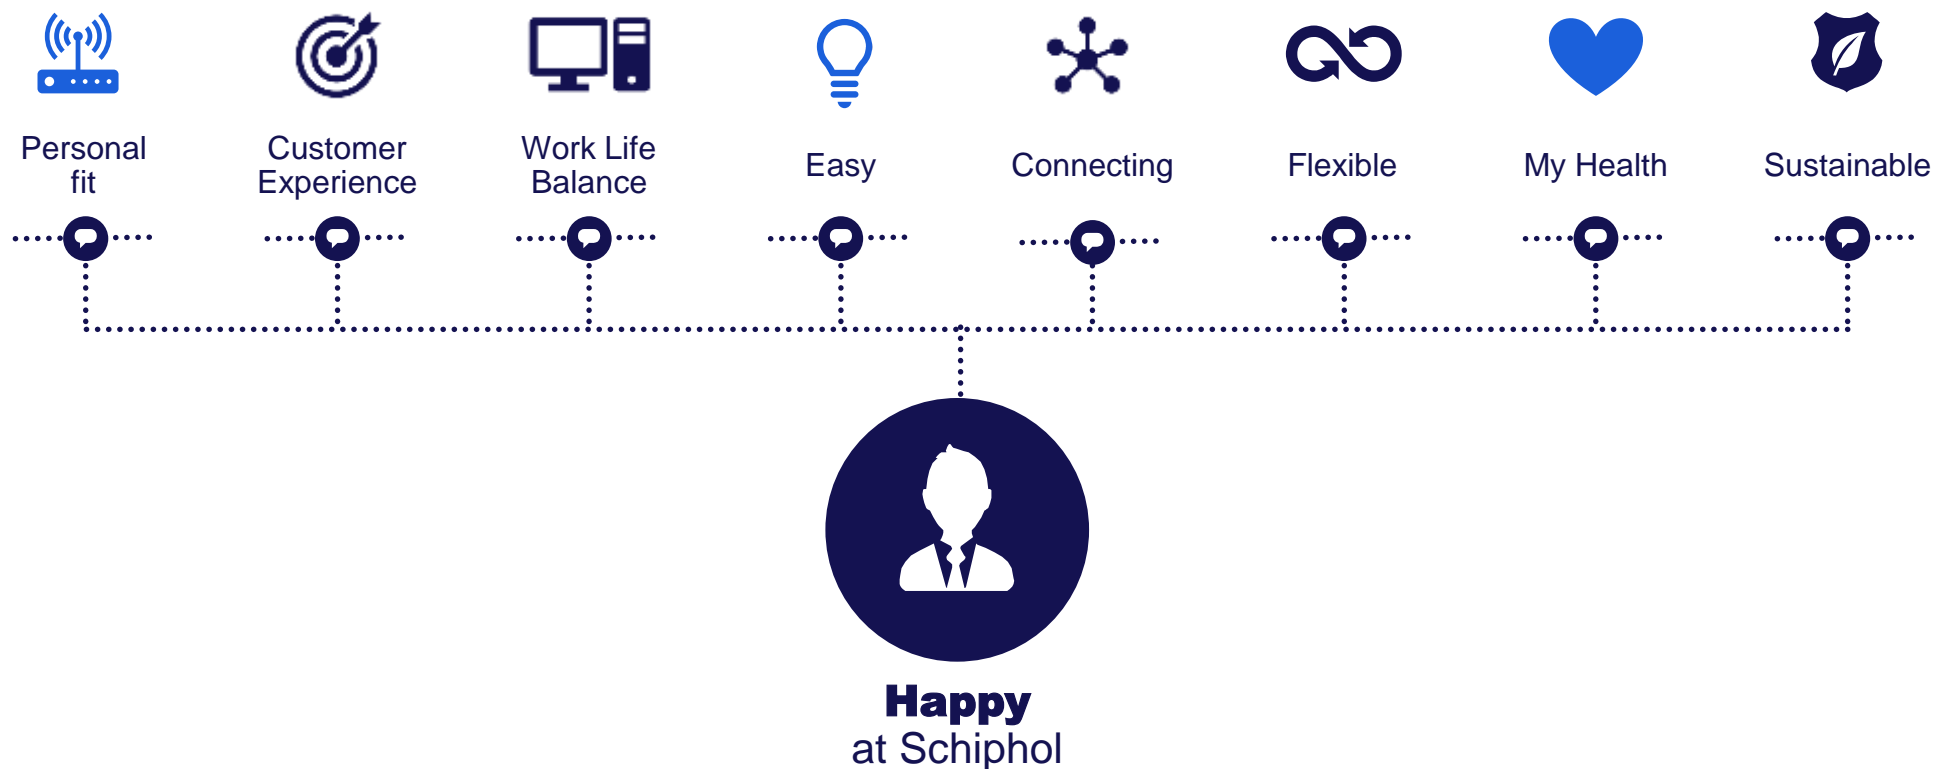 Personal
fit
Customer
Experience
Work Life
Balance
Easy
Connecting
Flexible
My Health
Sustainable
Happy
at Schiphol